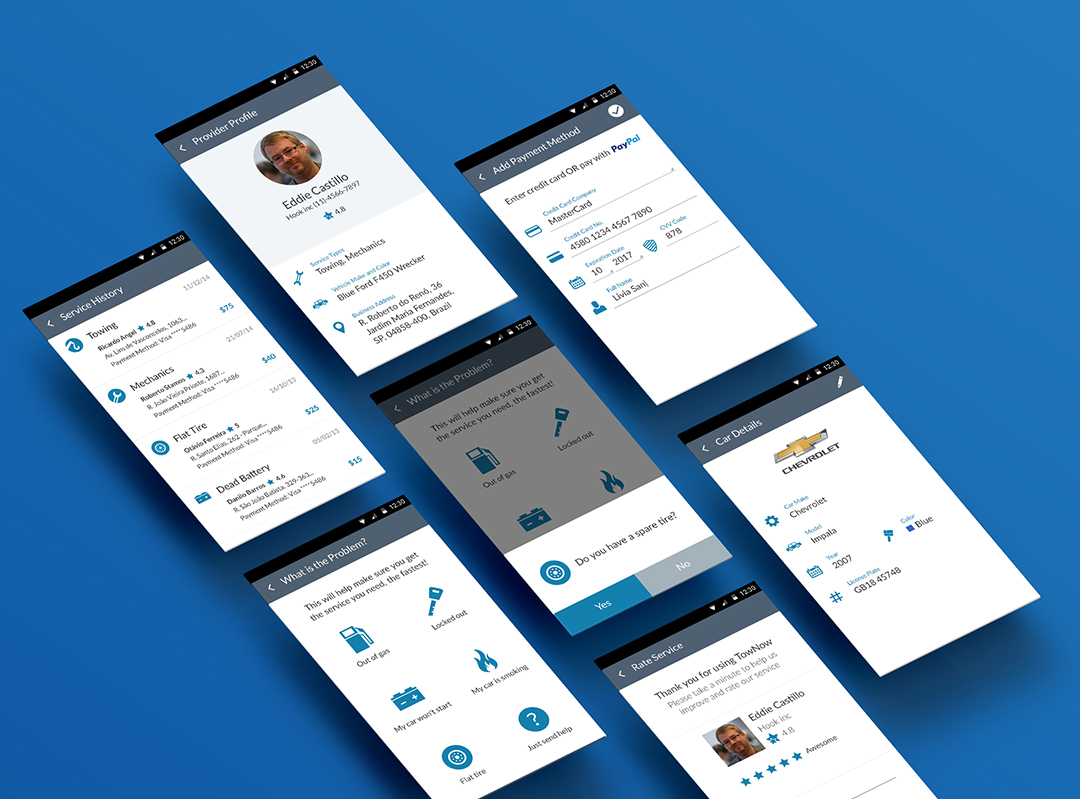 12:30
Provider Profile
Eddie Castillo
Hook inc (11)-4566-7897
4.8
Service Types
Towing, Mechanics
Vehicle Make and Color
Blue Ford F450 Wrecker
Business Address
R. Roberto do Renó, 36
Jardim Maria Fernandes,
SP, 04858-400, Brazil
12:30
Add Payment Method
Enter credit card OR pay with PayPal
Credit Card Company
MasterCard
Credit Card No.
4580 1234 4567 7890
Expiration Date
10 2017
CVV Code
878
Full Name
Livia San
12:30
Service History
Towing
11/12/14
Ricardo Angel 4.8
$75
Av. Lins de Vasconcelos, 1063...
Payment Method: Visa ****5486
Mechanics
21/07/14
Roberto Stamos 4.3
$40
R. João Vieira Prioste, 1687...
Payment Method: Visa ****5486
Flat Tire
16/10/13
Otávio Ferreira 5
$25
R. Santo Elias, 262 - Parque...
Payment Method: Visa ****5486
Dead Battery
05/02/13
Danilo Barros 4.6
$15
R. São João Batista, 329-363...
Payment Method: Visa ****5486
12:30
What is the Problem?
This will help make sure you get
the service you need, the fastest!
Out of gas
Locked out
Do you have a spare tire?
Yes
No
12:30
Car Details
CHEVROLET
Car Make
Chevrolet
Model
Impala
Year
2007
Color
Blue
License Plate
GB18 45748
12:30
What is the Problem?
This will help make sure you get
the service you need, the fastest!
Out of gas
Locked out
My car won't start
My car is smoking
Flat tire
Just send help
12:30
Rate Service
Thank you for using TowNow
Please take a minute to help us
improve and rate our service
Eddie Castillo
Hook inc
4.8
Awesome